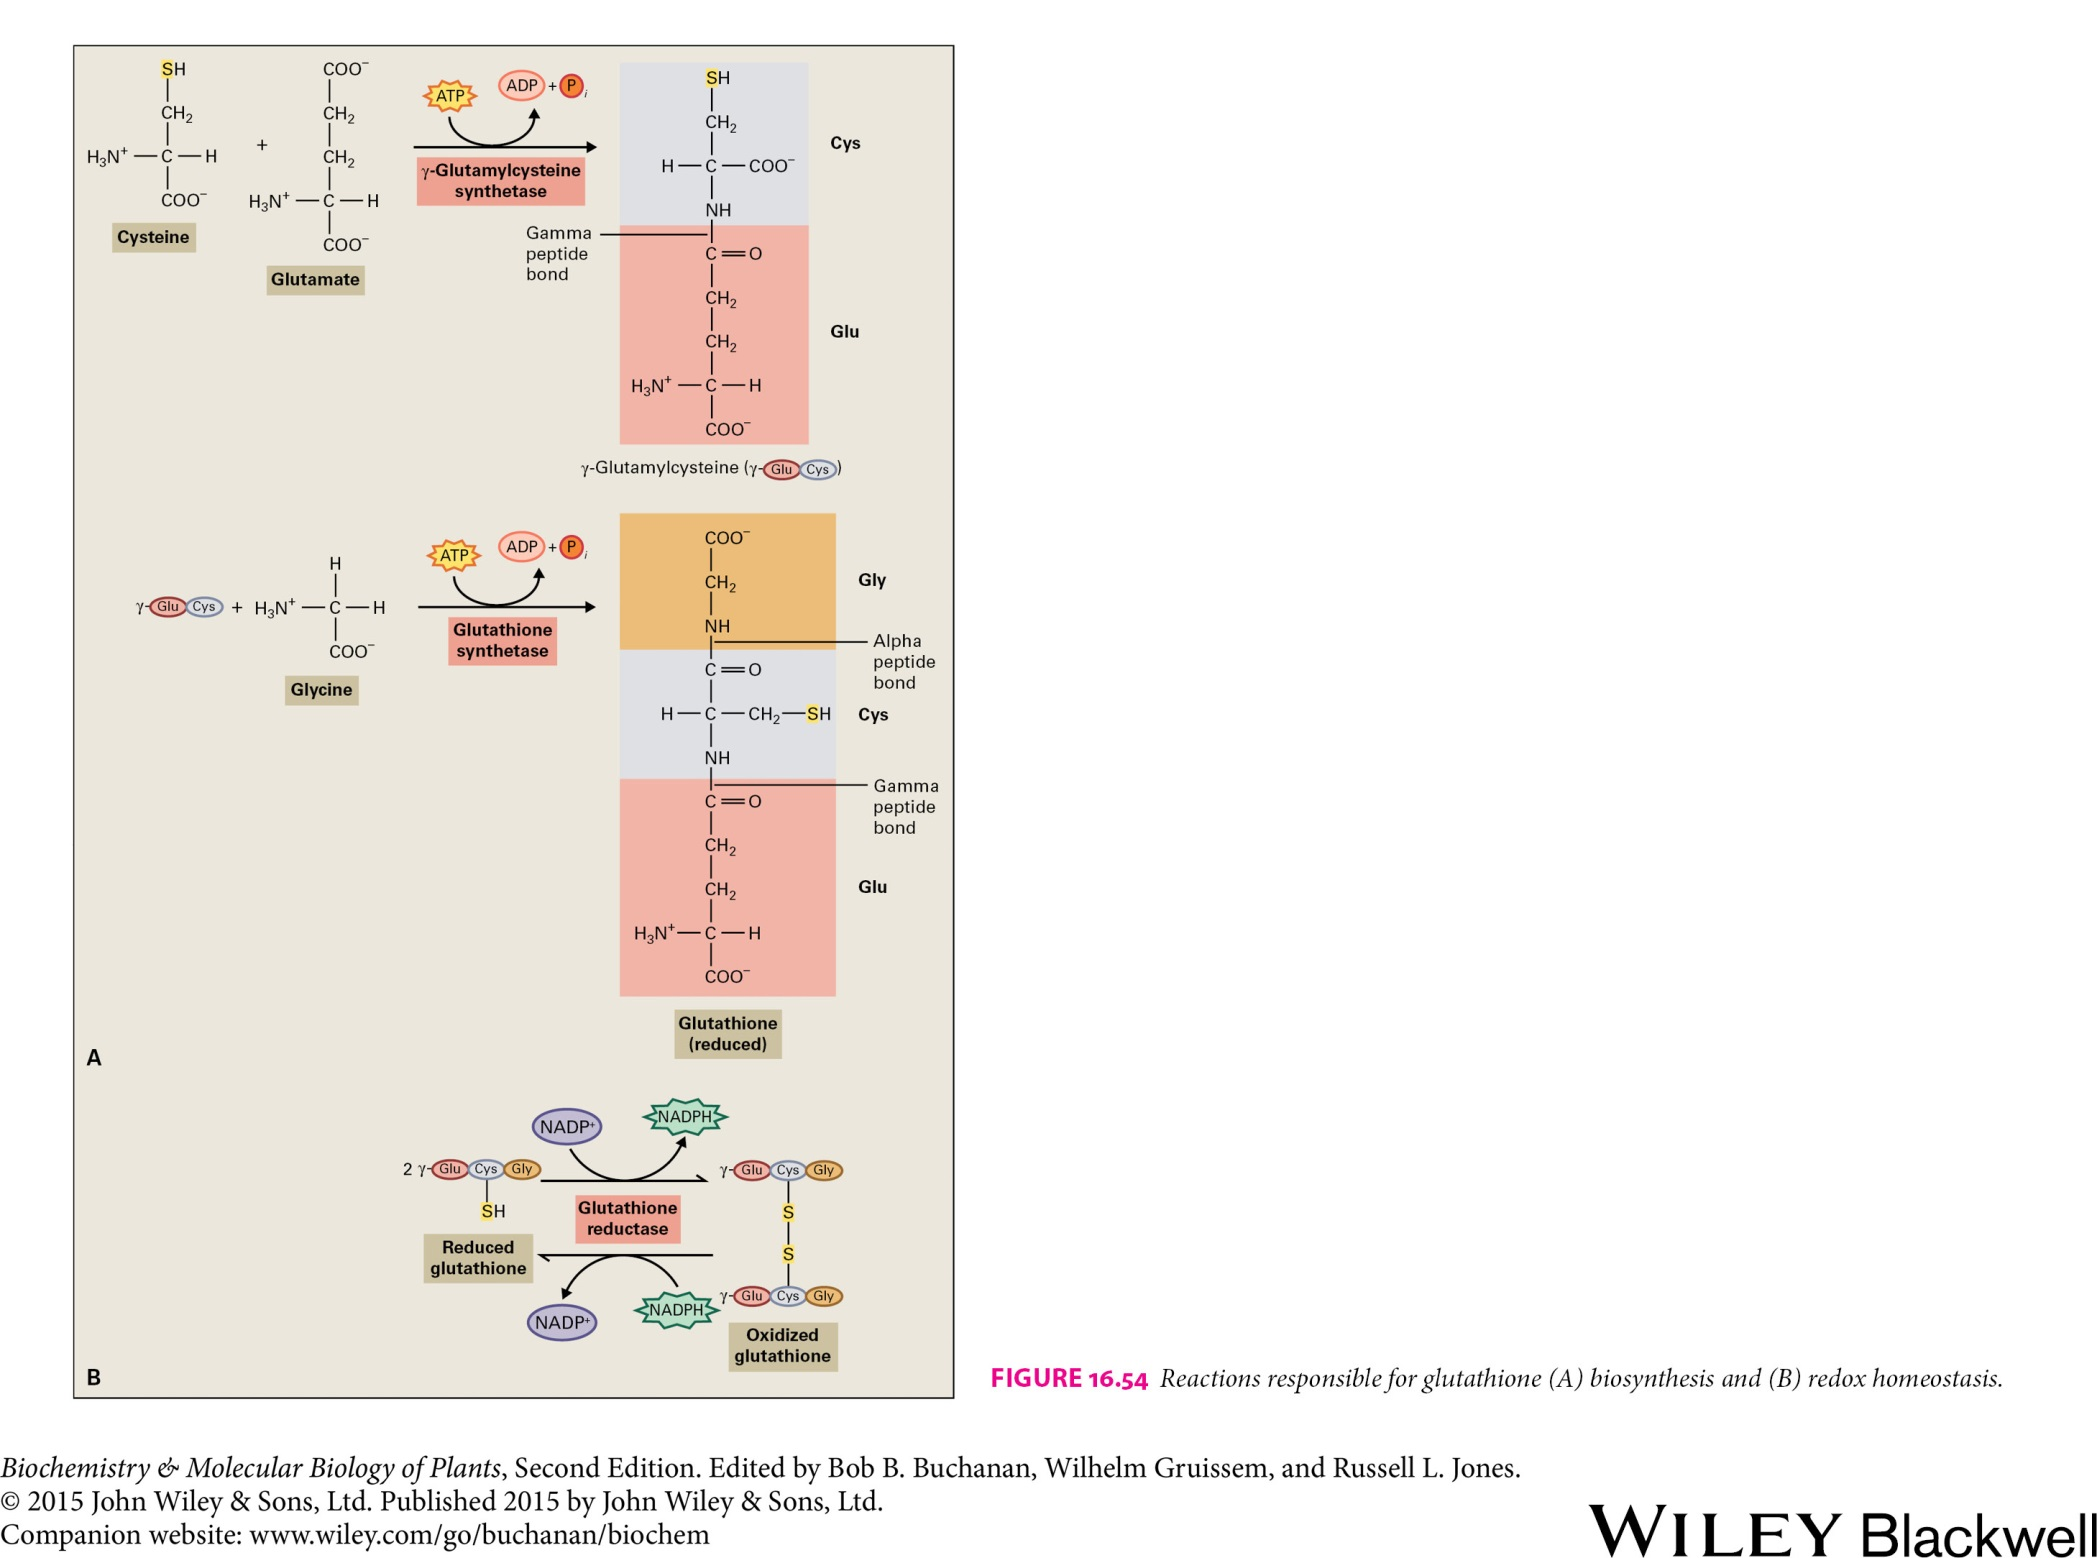 SH
CH₂
H₃N⁺ — C — H
COO⁻
Cysteine
+
COO⁻
CH₂
CH₂
H₃N⁺ — C — H
COO⁻
Glutamate
ATP
ADP + Pi
γ-Glutamylcysteine
synthetase
SH
CH₂
H — C — COO⁻
NH
Cys
Gamma
peptide
bond
C = O
CH₂
CH₂
H₃N⁺ — C — H
COO⁻
Glu
γ-Glutamylcysteine (γ-Glu Cys)
γ-Glu Cys +
H
H₃N⁺ — C — H
COO⁻
Glycine
ATP
ADP + Pi
Glutathione
synthetase
COO⁻
CH₂
NH
Gly
Alpha
peptide
bond
C = O
H — C — CH₂ — SH
NH
Cys
Gamma
peptide
bond
C = O
CH₂
CH₂
H₃N⁺ — C — H
COO⁻
Glu
Glutathione
(reduced)
A
NADP⁺
NADPH
2 γ-Glu Cys Gly
SH
Reduced
glutathione
Glutathione
reductase
NADP⁺
NADPH
γ-Glu Cys Gly
S
S
γ-Glu Cys Gly
Oxidized
glutathione
B
FIGURE 16.54 Reactions responsible for glutathione (A) biosynthesis and (B) redox homeostasis.
Biochemistry & Molecular Biology of Plants, Second Edition. Edited by Bob B. Buchanan, Wilhelm Gruissem, and Russell L. Jones.
© 2015 John Wiley & Sons, Ltd. Published 2015 by John Wiley & Sons, Ltd.
Companion website: www.wiley.com/go/buchanan/biochem
WILEY Blackwell